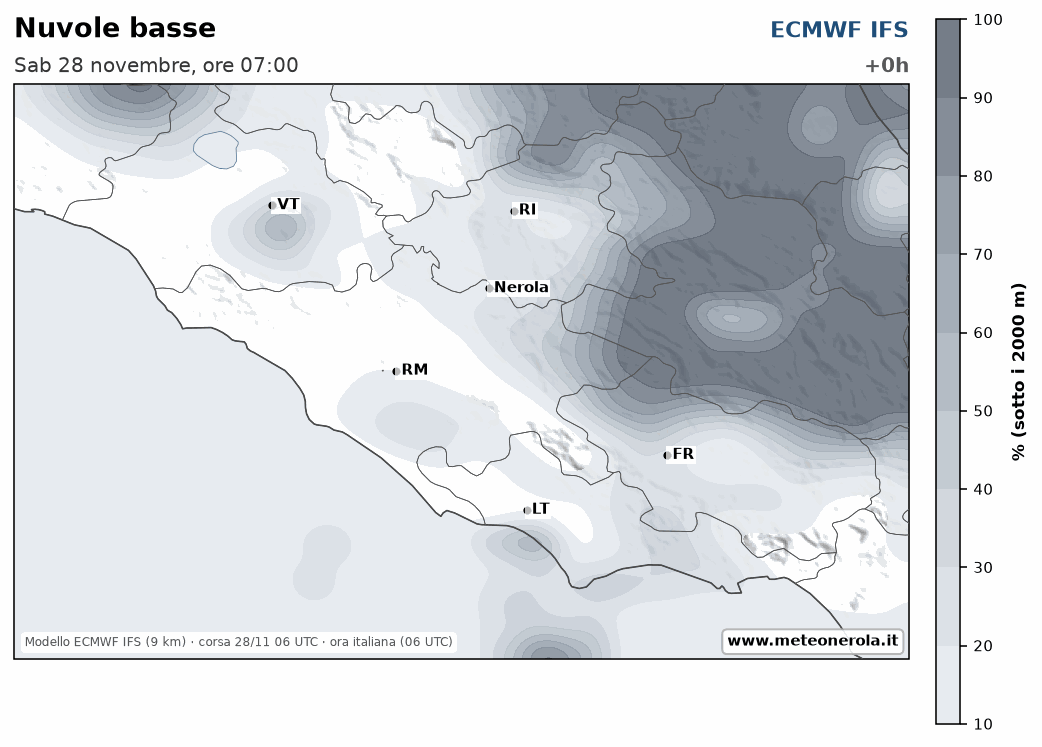 Nuvole basse
ECMWF IFS
Sab 28 novembre, ore 07:00
+0h
VT
RI
Nerola
RM
FR
LT
Modello ECMWF IFS (9 km) · corsa 28/11 06 UTC · ora italiana (06 UTC)
www.meteonerola.it
100
90
80
70
60
50
40
30
20
10
% (sotto i 2000 m)